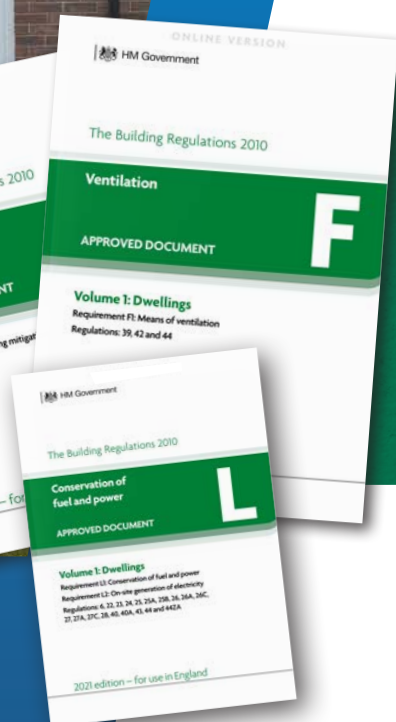 ONLINE VERSION
HM Government
The Building Regulations 2010
Ventilation
F
APPROVED DOCUMENT
Volume 1: Dwellings
Requirement F1: Means of ventilation
Regulations: 39, 42 and 44
s 2010
NT
ng mitigat
– for
HM Government
The Building Regulations 2010
Conservation of
fuel and power
L
APPROVED DOCUMENT
Volume 1: Dwellings
Requirement L1: Conservation of fuel and power
Requirement L2: On-site generation of electricity
Regulations: 6, 22, 23, 24, 25, 25A, 25B, 26, 26A, 26C,
27, 27A, 27C, 28, 40, 40A, 43, 44 and 44ZA
2021 edition – for use in England